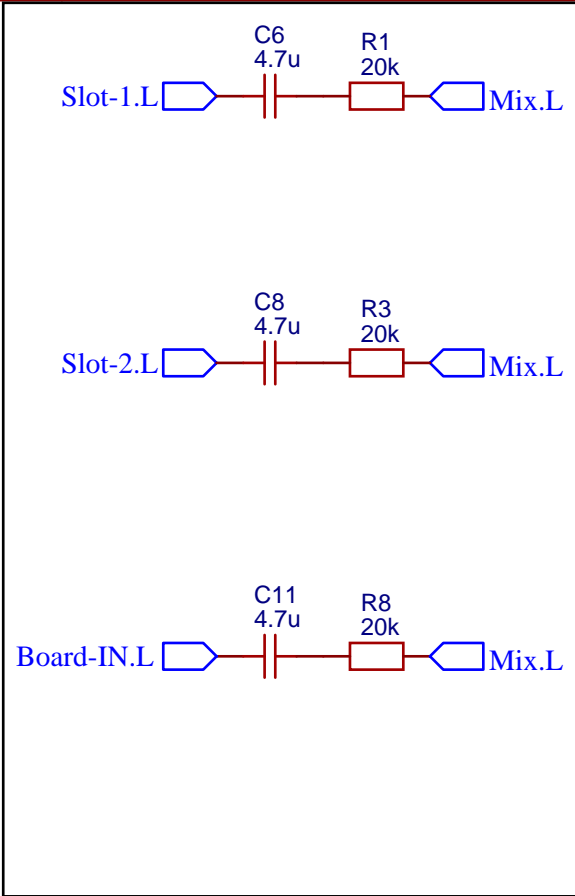 C6
4.7u
R1
20k
Slot-1.L
Mix.L
C8
4.7u
R3
20k
Slot-2.L
Mix.L
C11
4.7u
R8
20k
Board-IN.L
Mix.L